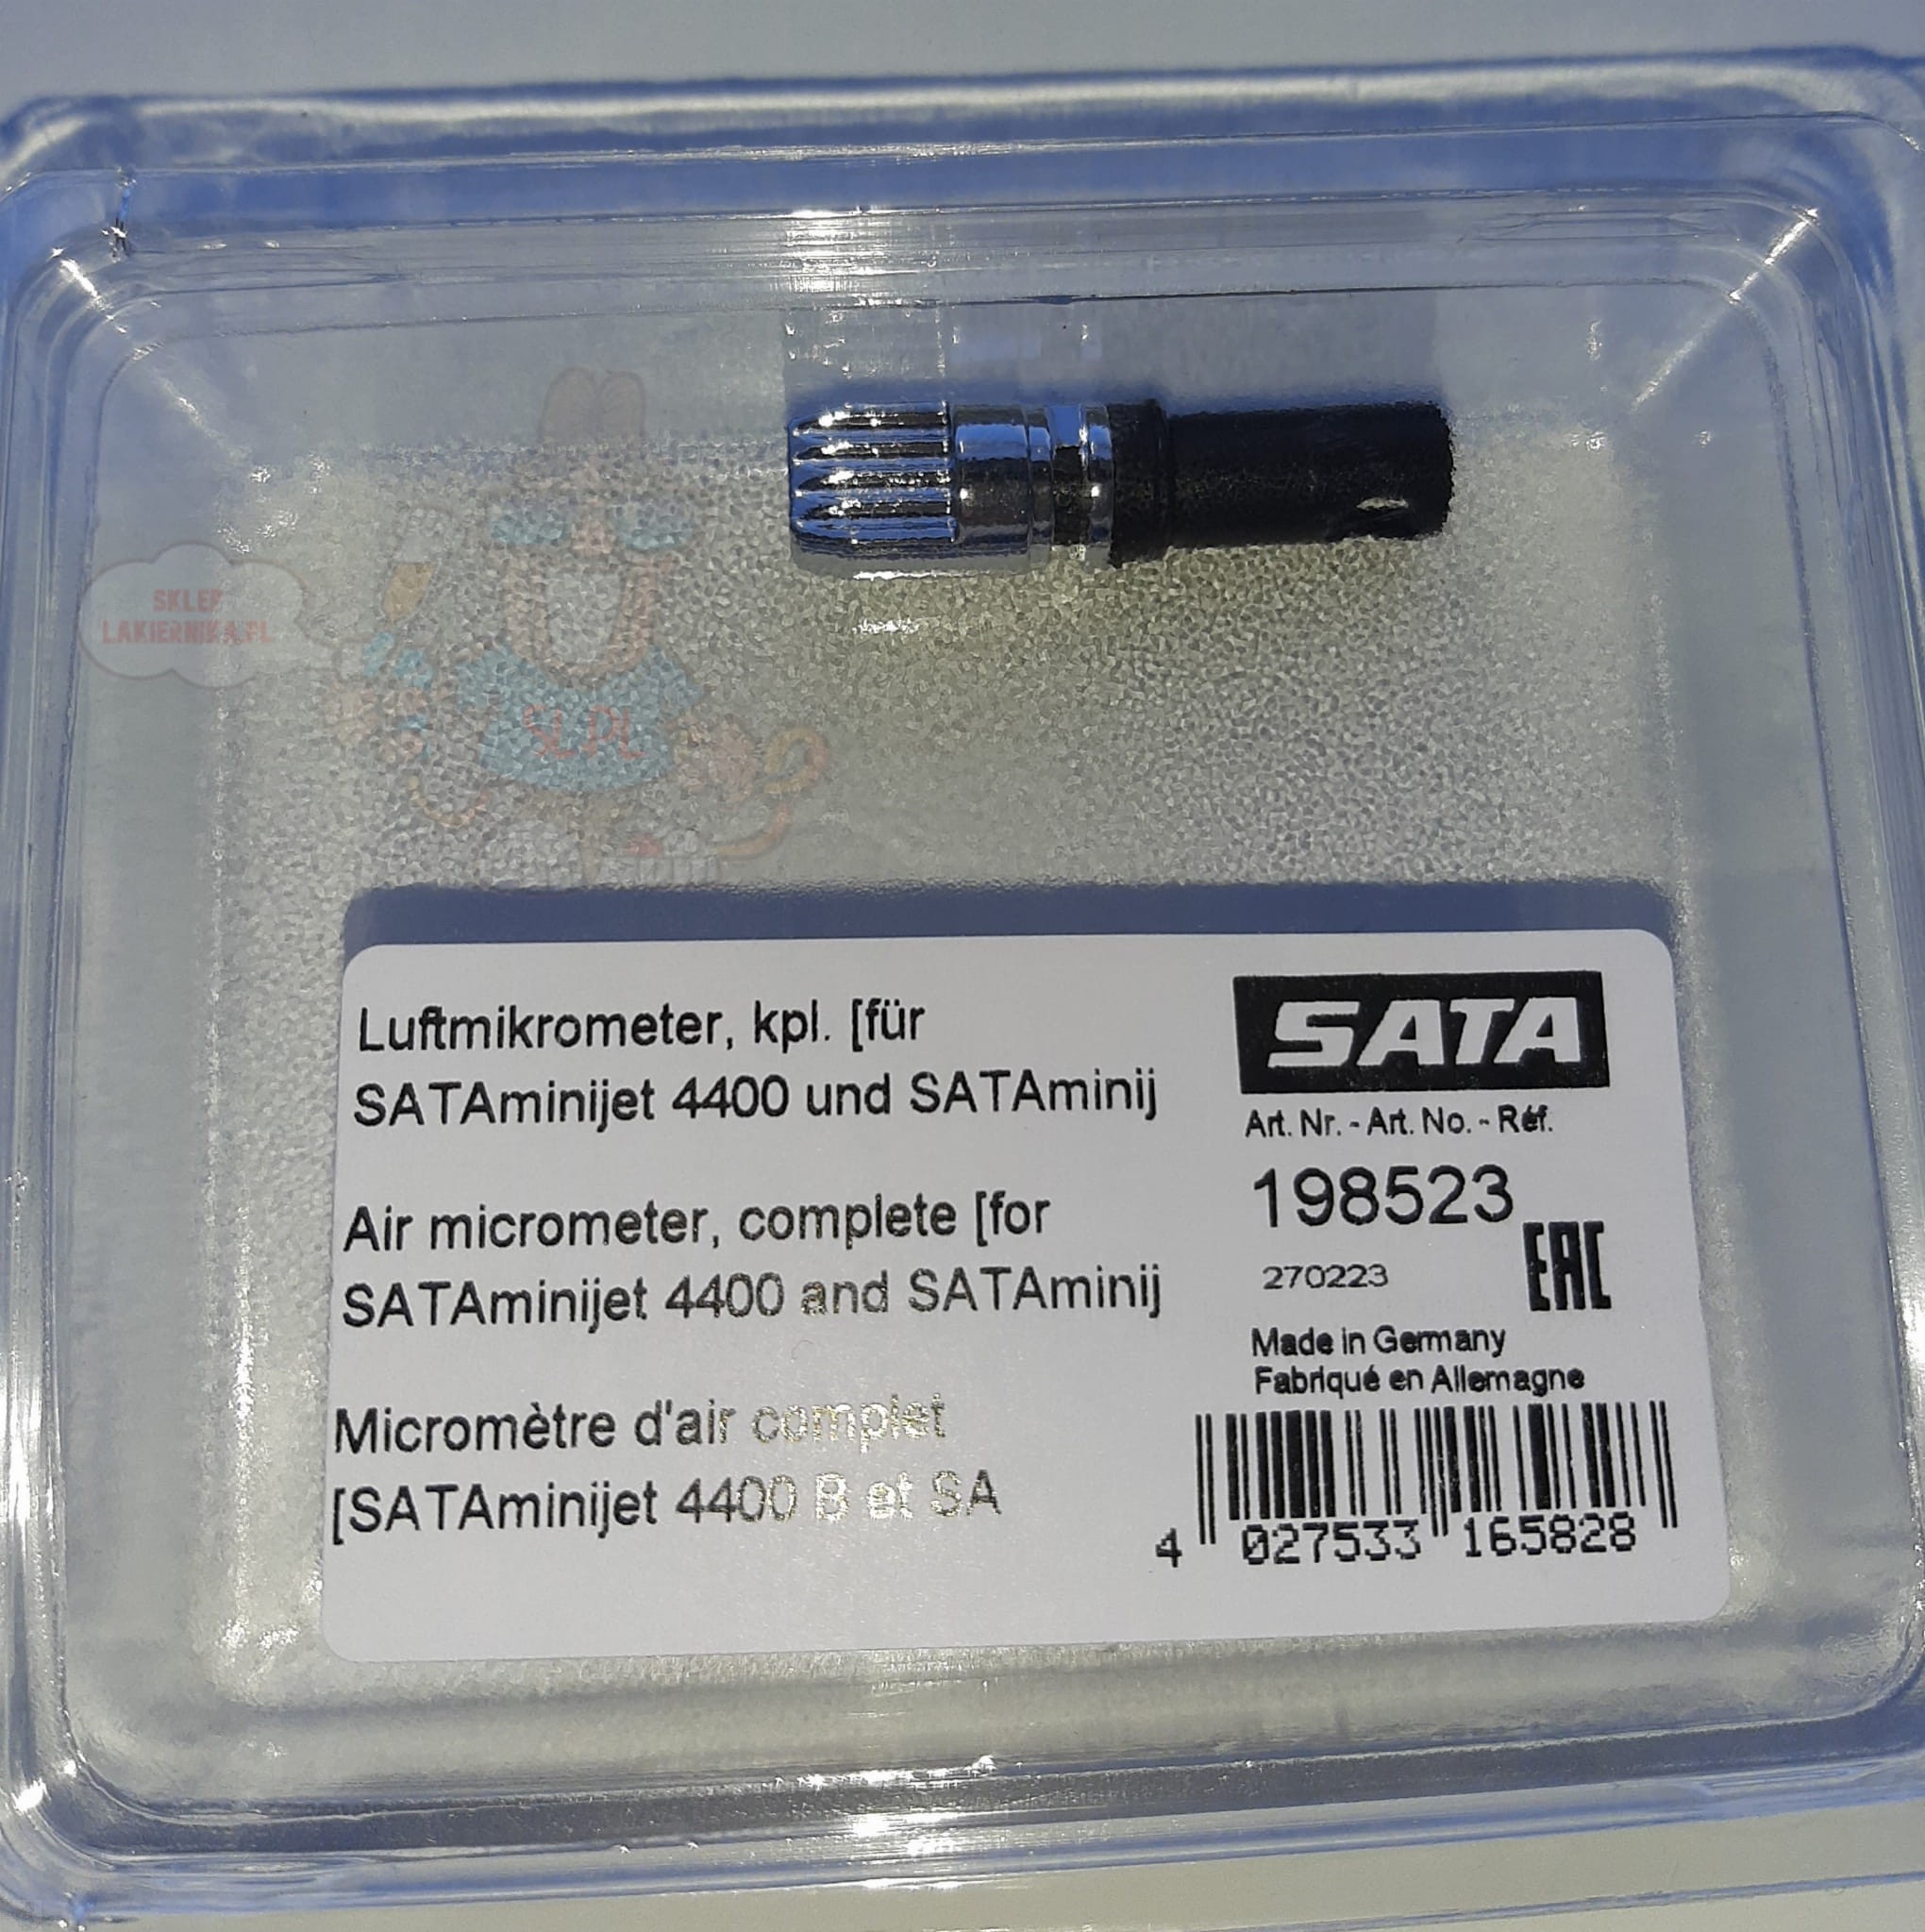 SKLEP
LAKIERNIKA.PL
SLPL
Luftmikrometer, kpl. [für
SATAminijet 4400 und SATAminij
Air micrometer, complete [for
SATAminijet 4400 and SATAminij
Micromètre d'air complet
[SATAminijet 4400 B et SA
SATA
Art. Nr. - Art. No. - Réf.
198523
270223
EAC
Made in Germany
Fabriqué en Allemagne
4 027533 165828